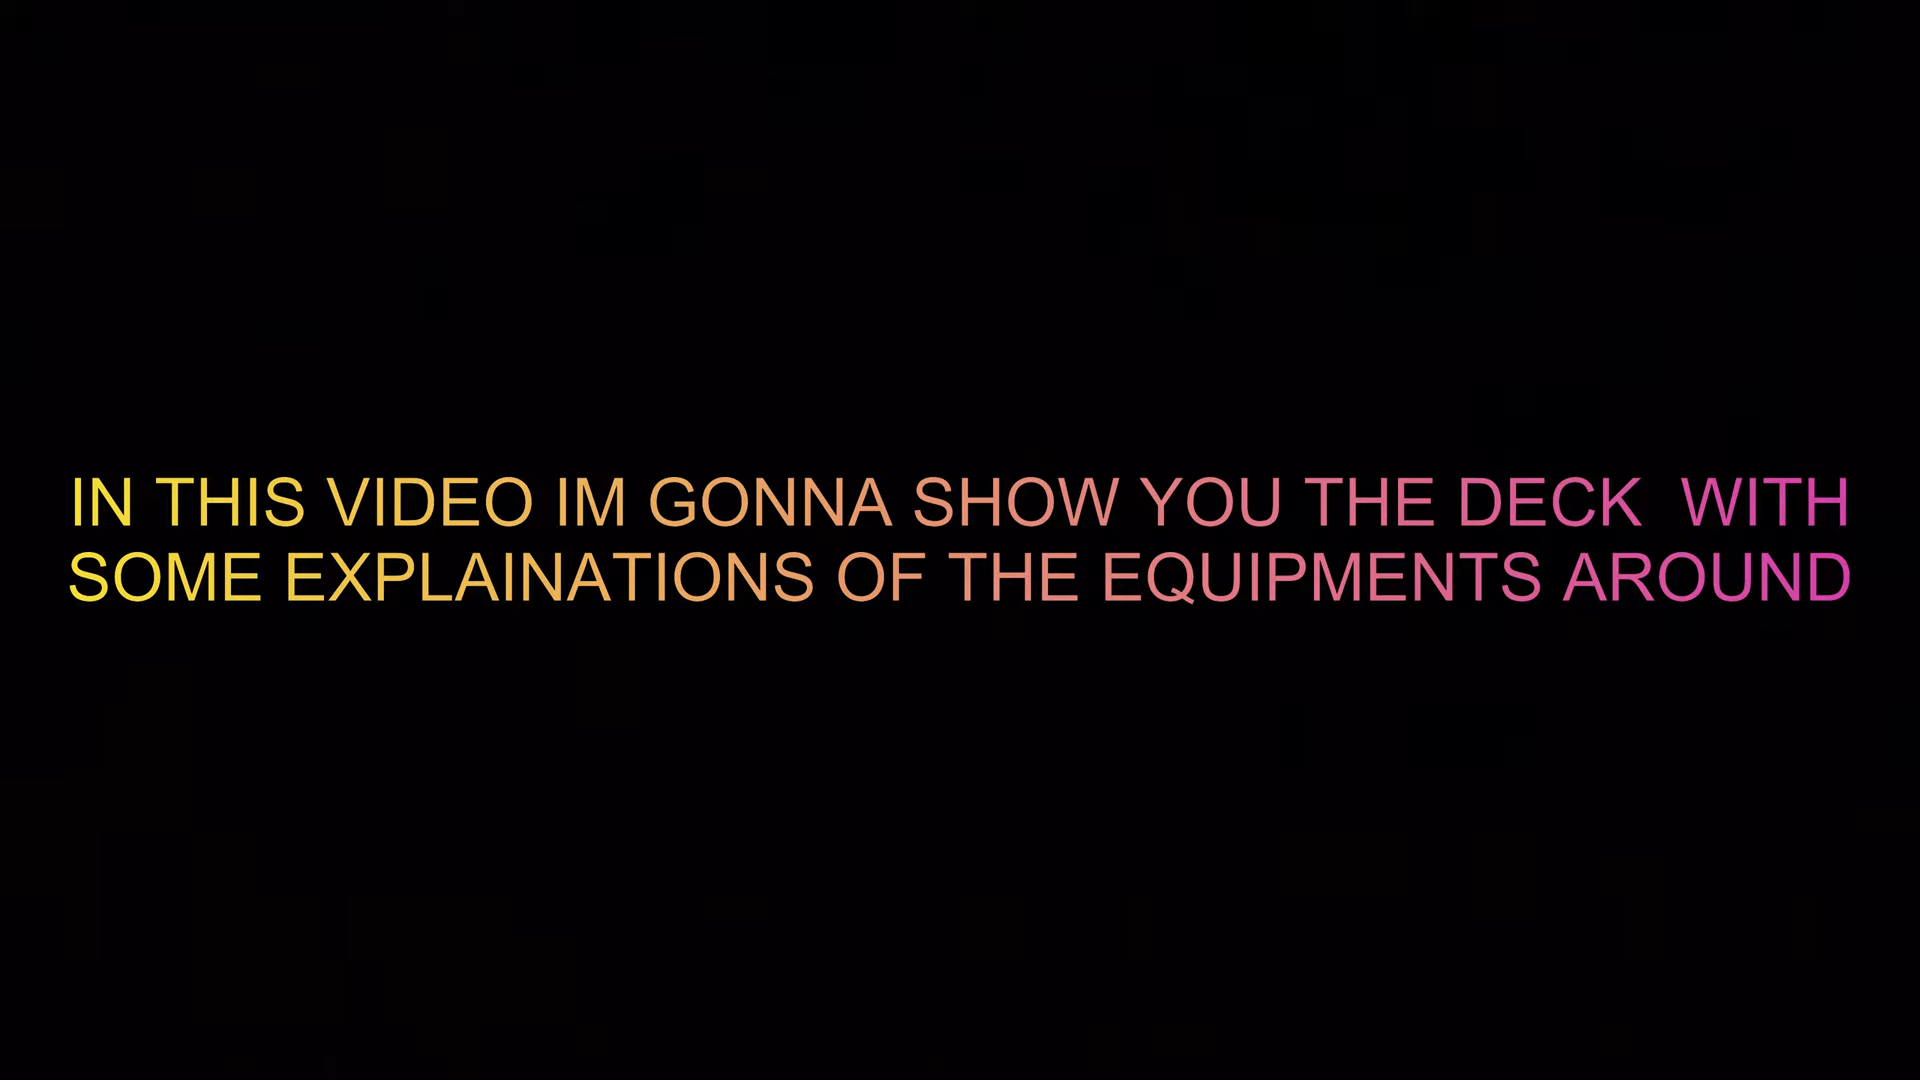 IN THIS VIDEO IM GONNA SHOW YOU THE DECK  WITH
SOME EXPLAINATIONS OF THE EQUIPMENTS AROUND